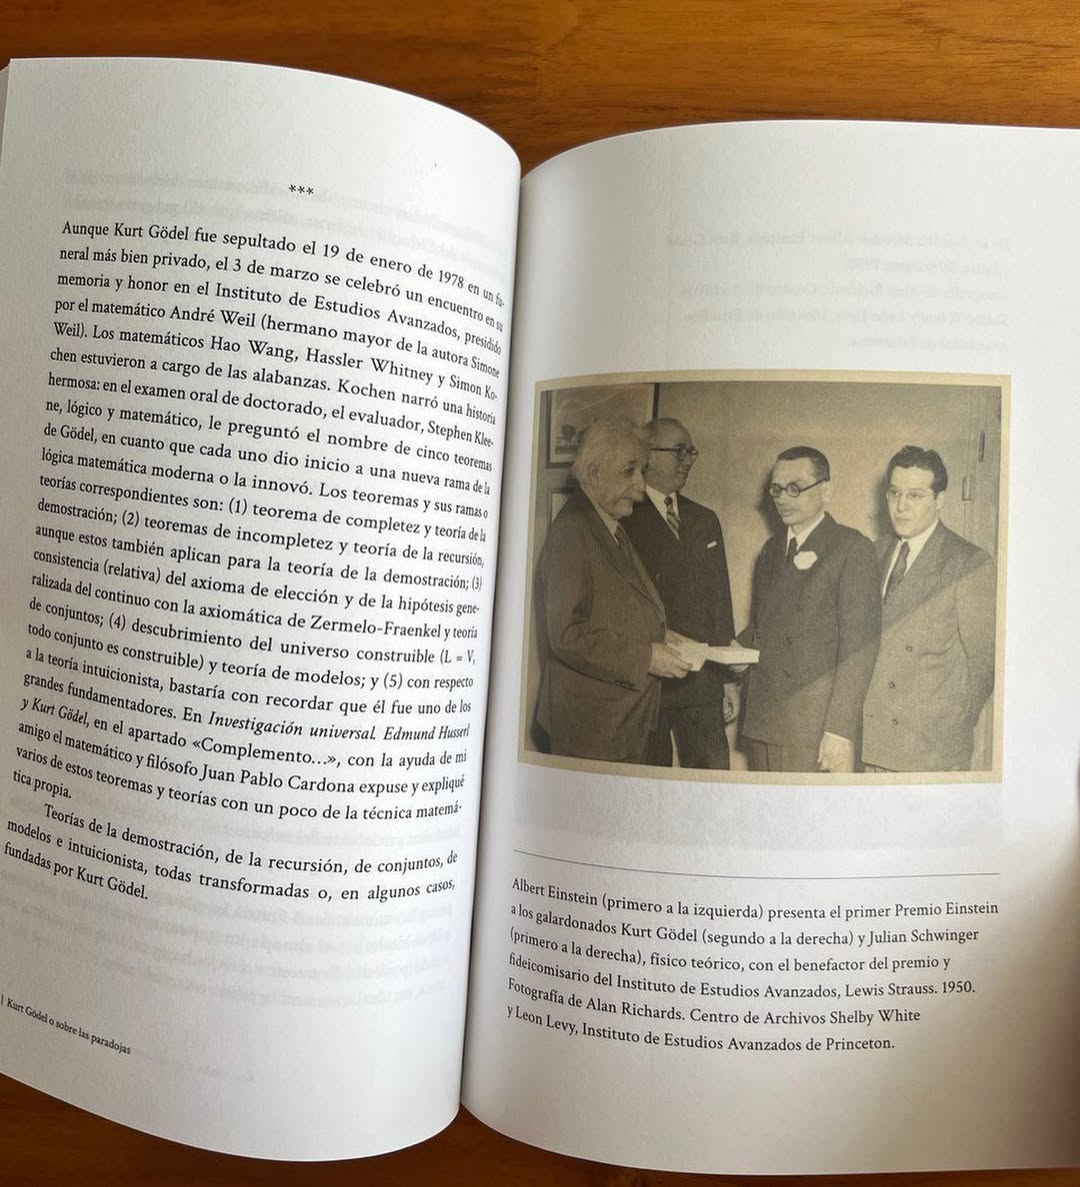 ***
Aunque Kurt Gödel fue sepultado el 19 de enero de 1978 en un fu-
neral más bien privado, el 3 de marzo se celebró un encuentro en su
memoria y honor en el Instituto de Estudios Avanzados, presidido
por el matemático André Weil (hermano mayor de la autora Simone
Weil). Los matemáticos Hao Wang, Hassler Whitney y Simon Ko-
chen estuvieron a cargo de las alabanzas. Kochen narró una historia
hermosa: en el examen oral de doctorado, el evaluador, Stephen Klee-
ne, lógico y matemático, le preguntó el nombre de cinco teoremas
de Gödel, en cuanto que cada uno dio inicio a una nueva rama de la
lógica matemática moderna o la innovó. Los teoremas y sus ramas o
teorías correspondientes son: (1) teorema de completez y teoría de la
demostración; (2) teoremas de incompletez y teoría de la recursión,
aunque estos también aplican para la teoría de la demostración; (3)
consistencia (relativa) del axioma de elección y de la hipótesis gene-
ralizada del continuo con la axiomática de Zermelo-Fraenkel y teoría
de conjuntos; (4) descubrimiento del universo construible (L = V,
todo conjunto es construible) y teoría de modelos; y (5) con respecto
a la teoría intuicionista, bastaría con recordar que él fue uno de los
grandes fundamentadores. En Investigación universal. Edmund Husserl
y Kurt Gödel, en el apartado «Complemento...», con la ayuda de mi
amigo el matemático y filósofo Juan Pablo Cardona expuse y expliqué
varios de estos teoremas y teorías con un poco de la técnica matemá-
tica propia.
Teorías de la demostración, de la recursión, de conjuntos, de
modelos e intuicionista, todas transformadas o, en algunos casos,
fundadas por Kurt Gödel.
| Kurt Gödel o sobre las paradojas
Albert Einstein (primero a la izquierda) presenta el primer Premio Einstein
a los galardonados Kurt Gödel (segundo a la derecha) y Julian Schwinger
(primero a la derecha), físico teórico, con el benefactor del premio y
fideicomisario del Instituto de Estudios Avanzados, Lewis Strauss. 1950.
Fotografía de Alan Richards. Centro de Archivos Shelby White
y Leon Levy, Instituto de Estudios Avanzados de Princeton.